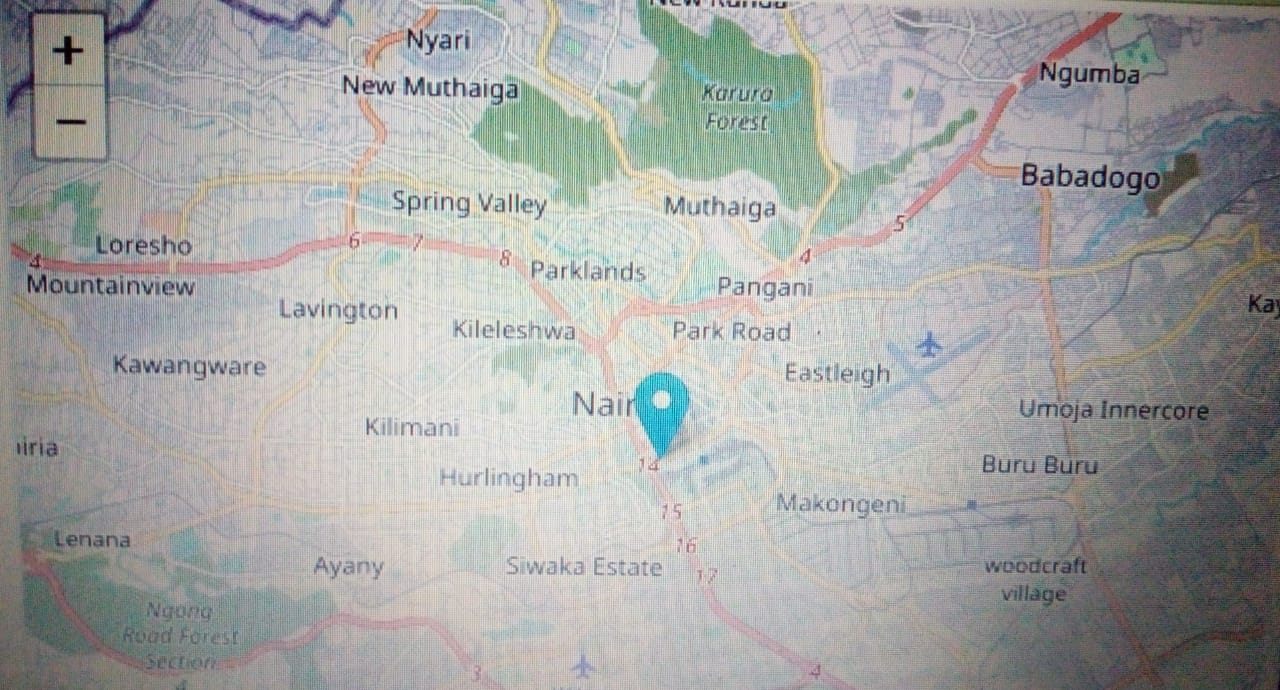 +
Nyari
New Muthaiga
−
Karura
Forest
Ngumba
Babadogo
Spring Valley
Muthaiga
5
Loresho
6
7
8
4
4
Mountainview
Parklands
Pangani
Lavington
Kileleshwa
Park Road
Kay
Kawangware
Eastleigh
Nair
Umoja Innercore
Kilimani
iiria
14
Buru Buru
Hurlingham
15
Makongeni
Lenana
16
Ayany
Siwaka Estate
17
woodcraft
village
Ngong
Road Forest
Section
3
4